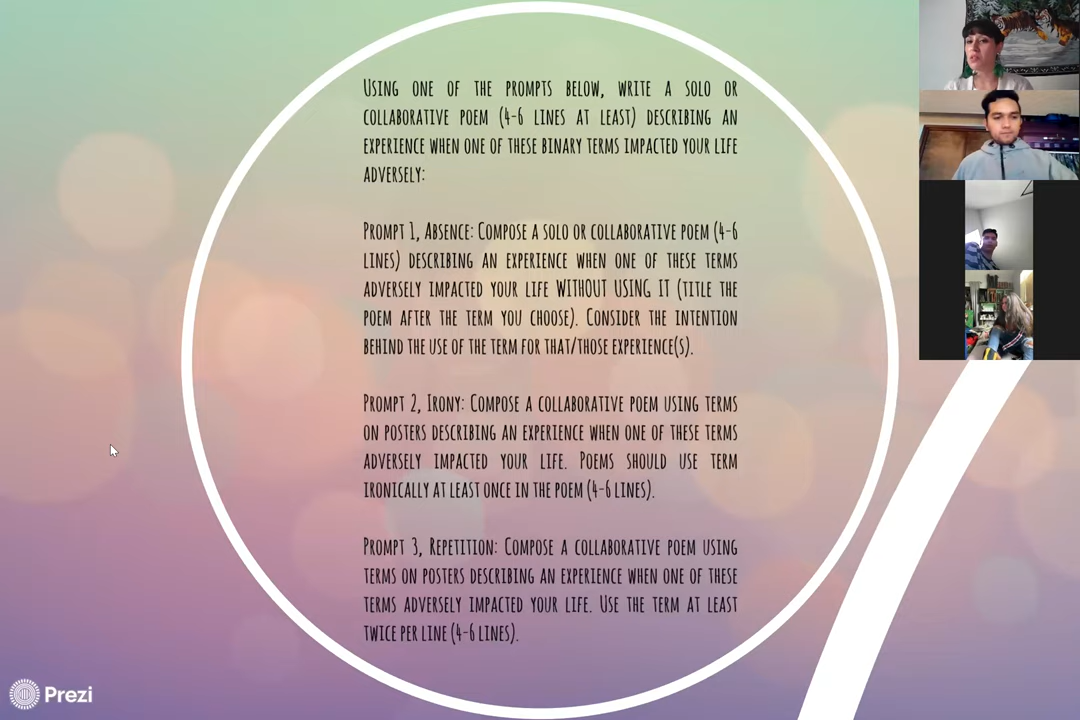 Using one of the prompts below, write a solo or
collaborative poem (4-6 lines at least) describing an
experience when one of these binary terms impacted your life
adversely:
Prompt 1, Absence: Compose a solo or collaborative poem (4-6
lines) describing an experience when one of these terms
adversely impacted your life WITHOUT USING IT (title the
poem after the term you choose). Consider the intention
behind the use of the term for that/those experience(s).
Prompt 2, Irony: Compose a collaborative poem using terms
on posters describing an experience when one of these terms
adversely impacted your life. Poems should use term
ironically at least once in the poem (4-6 lines).
Prompt 3, Repetition: Compose a collaborative poem using
terms on posters describing an experience when one of these
terms adversely impacted your life. Use the term at least
twice per line (4-6 lines).
Prezi